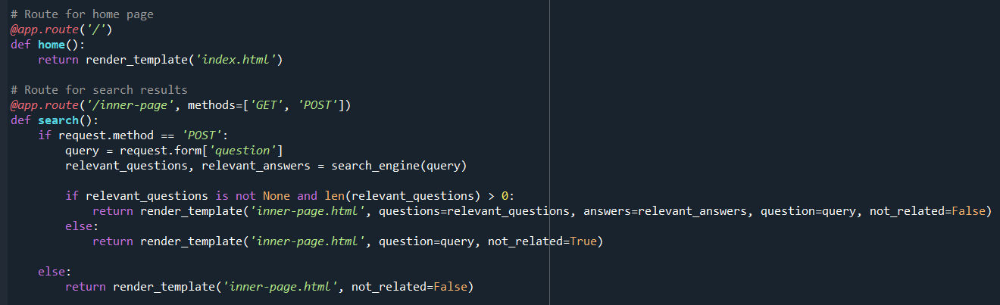 # Route for home page
@app.route('/')
def home():
    return render_template('index.html')

# Route for search results
@app.route('/inner-page', methods=['GET', 'POST'])
def search():
    if request.method == 'POST':
        query = request.form['question']
        relevant_questions, relevant_answers = search_engine(query)

        if relevant_questions is not None and len(relevant_questions) > 0:
            return render_template('inner-page.html', questions=relevant_questions, answers=relevant_answers, question=query, not_related=False)
        else:
            return render_template('inner-page.html', question=query, not_related=True)

    else:
        return render_template('inner-page.html', not_related=False)